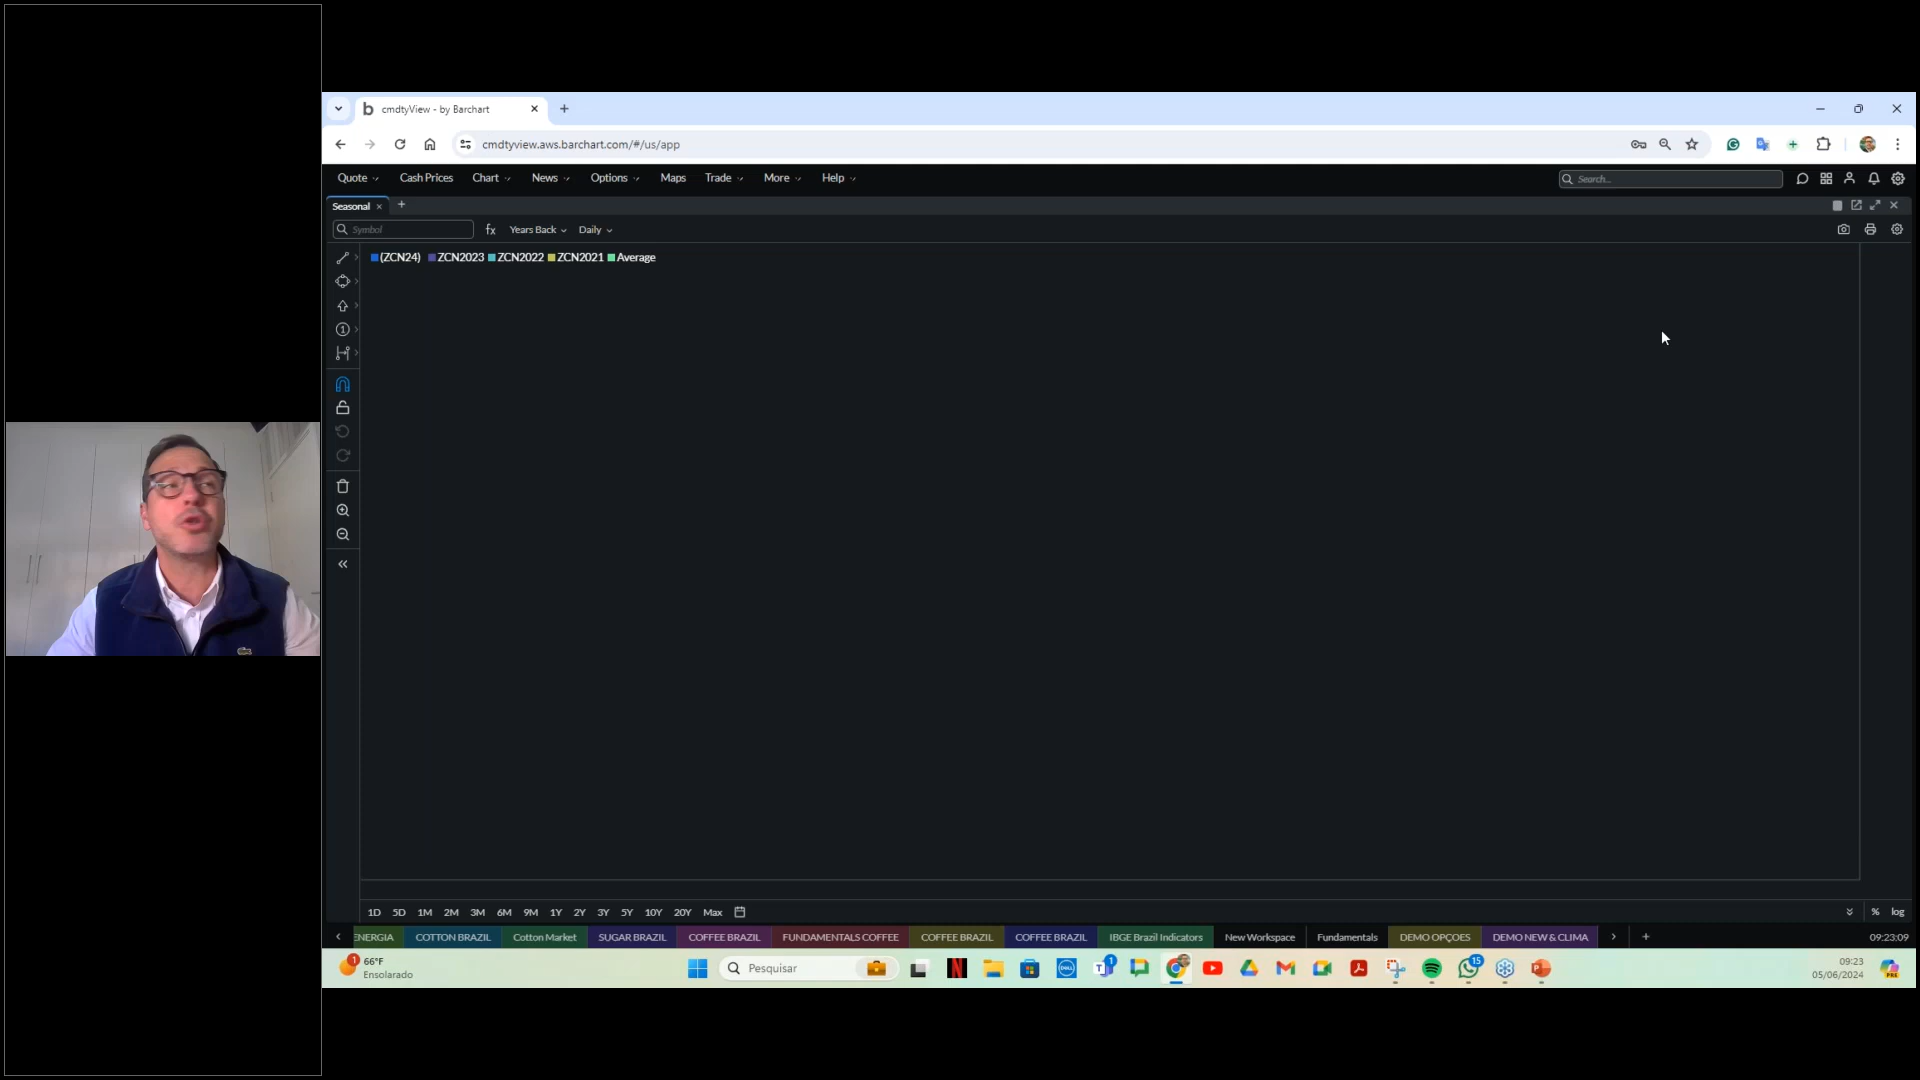 cmdtyView - by Barchart
cmdtyview.aws.barchart.com/#/us/app
Quote Cash Prices Chart News Options Maps Trade More Help Search...
Seasonal
Symbol fx Years Back Daily
(ZCN24) ZCN2023 ZCN2022 ZCN2021 Average
1D 5D 1M 2M 3M 6M 9M 1Y 2Y 3Y 5Y 10Y 20Y Max % log
ENERGIA COTTON BRAZIL Cotton Market SUGAR BRAZIL COFFEE BRAZIL FUNDAMENTALS COFFEE COFFEE BRAZIL COFFEE BRAZIL IBGE Brazil Indicators New Workspace Fundamentals DEMO OPÇOES DEMO NEW & CLIMA 09:23:09
1 66°F Pesquisar 1 15 09:23
Ensolarado 05/06/2024